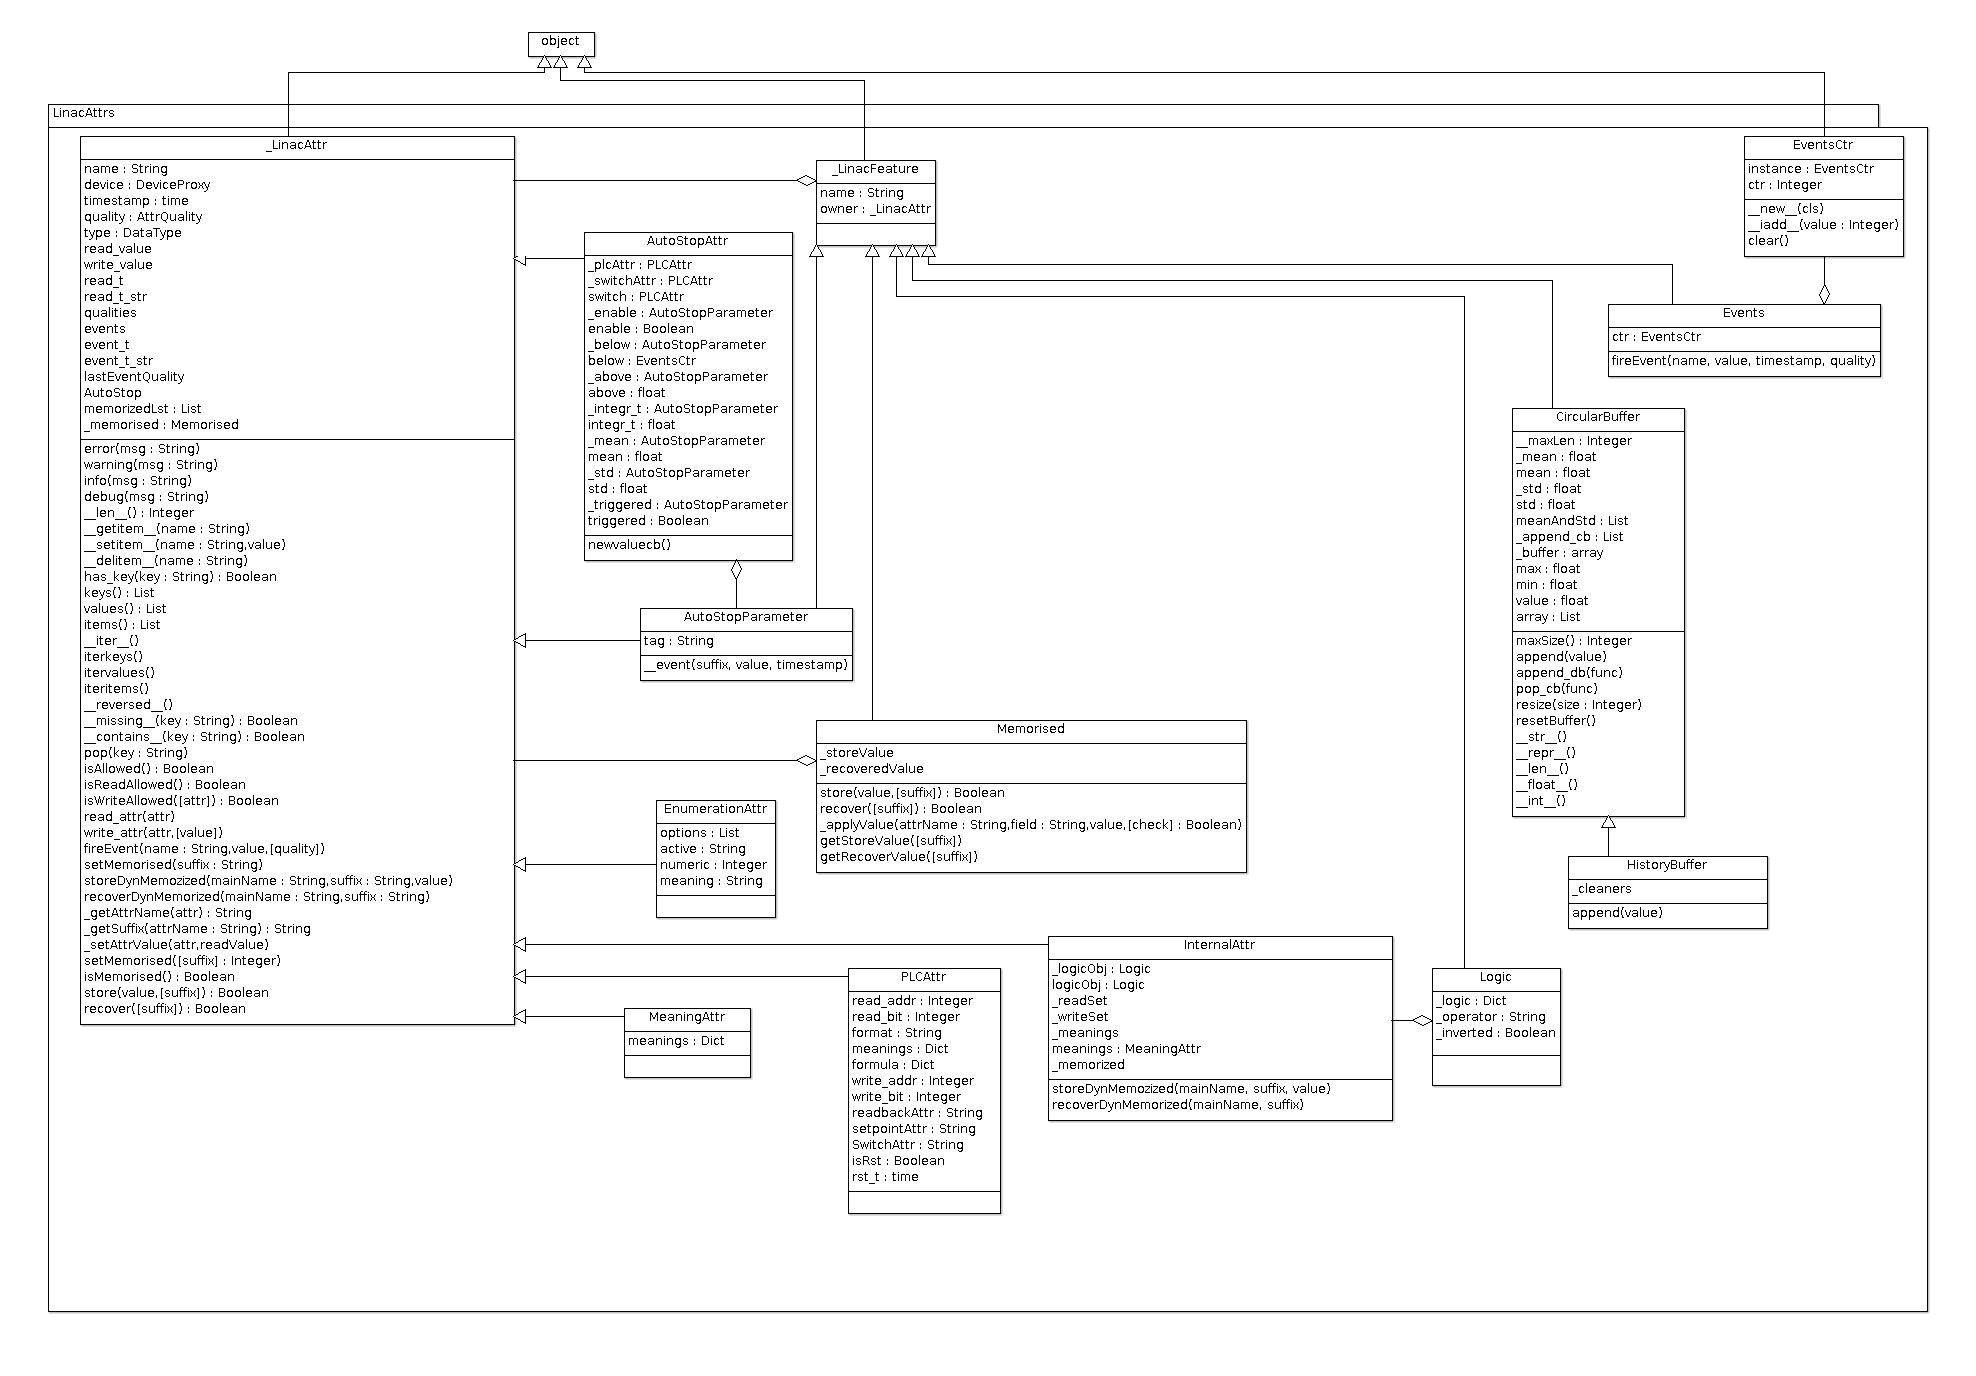 object
LinacAttrs
_LinacAttr
name : String
device : DeviceProxy
timestamp : time
quality : AttrQuality
type : DataType
read_value
write_value
read_t
read_t_str
qualities
events
event_t
event_t_str
lastEventQuality
AutoStop
memorizedLst : List
_memorised : Memorised
error(msg : String)
warning(msg : String)
info(msg : String)
debug(msg : String)
__len__() : Integer
__getitem__(name : String)
__setitem__(name : String,value)
__delitem__(name : String)
has_key(key : String) : Boolean
keys() : List
values() : List
items() : List
__iter__()
iterkeys()
itervalues()
iteritems()
__reversed__()
__missing__(key : String) : Boolean
__contains__(key : String) : Boolean
pop(key : String)
isAllowed() : Boolean
isReadAllowed() : Boolean
isWriteAllowed([attr]) : Boolean
read_attr(attr)
write_attr(attr,[value])
fireEvent(name : String,value,[quality])
setMemorised(suffix : String)
storeDynMemozized(mainName : String,suffix : String,value)
recoverDynMemorized(mainName : String,suffix : String)
_getAttrName(attr) : String
_getSuffix(attrName : String) : String
_setAttrValue(attr,readValue)
setMemorised([suffix] : Integer)
isMemorised() : Boolean
store(value,[suffix]) : Boolean
recover([suffix]) : Boolean
_LinacFeature
name : String
owner : _LinacAttr
EventsCtr
instance : EventsCtr
ctr : Integer
__new__(cls)
__iadd__(value : Integer)
clear()
AutoStopAttr
_plcAttr : PLCAttr
_switchAttr : PLCAttr
switch : PLCAttr
_enable : AutoStopParameter
enable : Boolean
_below : AutoStopParameter
below : EventsCtr
_above : AutoStopParameter
above : float
_integr_t : AutoStopParameter
integr_t : float
_mean : AutoStopParameter
mean : float
_std : AutoStopParameter
std : float
_triggered : AutoStopParameter
triggered : Boolean
newvaluecb()
Events
ctr : EventsCtr
fireEvent(name, value, timestamp, quality)
CircularBuffer
__maxLen : Integer
_mean : float
mean : float
_std : float
std : float
meanAndStd : List
_append_cb : List
_buffer : array
max : float
min : float
value : float
array : List
maxSize() : Integer
append(value)
append_db(func)
pop_cb(func)
resize(size : Integer)
resetBuffer()
__str__()
__repr__()
__len__()
__float__()
__int__()
AutoStopParameter
tag : String
__event(suffix, value, timestamp)
Memorised
_storeValue
_recoveredValue
store(value,[suffix]) : Boolean
recover([suffix]) : Boolean
_applyValue(attrName : String,field : String,value,[check] : Boolean)
getStoreValue([suffix])
getRecoverValue([suffix])
EnumerationAttr
options : List
active : String
numeric : Integer
meaning : String
HistoryBuffer
_cleaners
append(value)
InternalAttr
_logicObj : Logic
logicObj : Logic
_readSet
_writeSet
_meanings
meanings : MeaningAttr
_memorized
storeDynMemozized(mainName, suffix, value)
recoverDynMemorized(mainName, suffix)
Logic
_logic : Dict
_operator : String
_inverted : Boolean
PLCAttr
read_addr : Integer
read_bit : Integer
format : String
meanings : Dict
formula : Dict
write_addr : Integer
write_bit : Integer
readbackAttr : String
setpointAttr : String
SwitchAttr : String
isRst : Boolean
rst_t : time
MeaningAttr
meanings : Dict